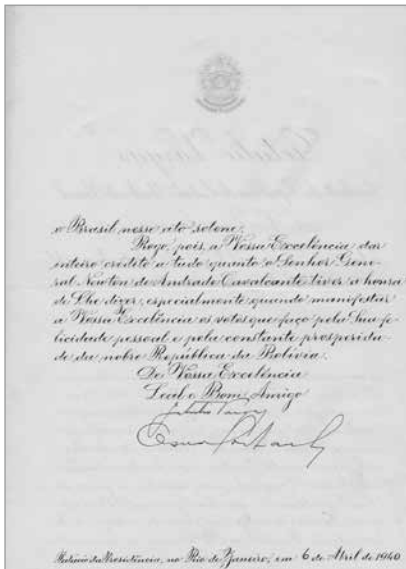 o Brasil nesse ato solene.
Rogo, pois, a Vossa Excelência dar
inteiro crédito a tudo quanto o Senhor Gene-
ral Newton de Andrade Cavalcante tiver a honra
de Lhe dizer, especialmente quando manifestar
a Vossa Excelência os votos que faço pela Sua fe-
licidade pessoal e pela constante prosperida-
de da nobre República da Bolívia.
De Vossa Excelência
Leal e Bom Amigo
Getulio Vargas
Palácio da Presidência, no Rio de Janeiro, em 6 de Abril de 1940